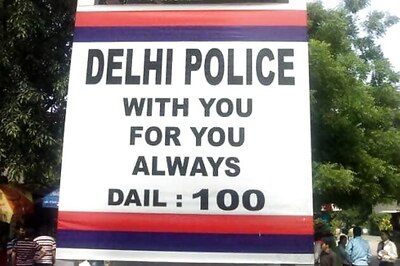 DELHI POLICE
WITH YOU
FOR YOU
ALWAYS
DAIL : 100